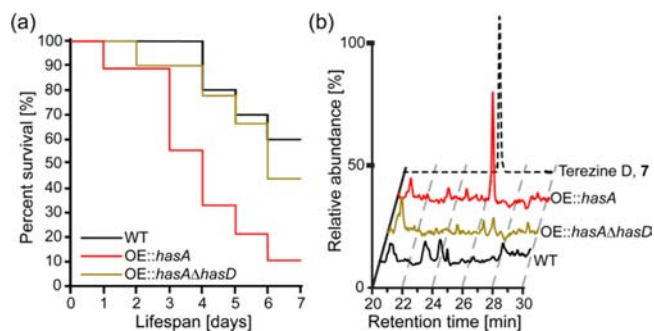 (a)
100
90
80
70
60
50
40
30
20
10
Percent survival [%]
WT
OE::hasA
OE::hasAΔhasD
0 1 2 3 4 5 6 7
Lifespan [days]
(b)
100
50
0
Relative abundance [%]
Terezine D, 7
OE::hasA
OE::hasAΔhasD
WT
20 22 24 26 28 30
Retention time [min]